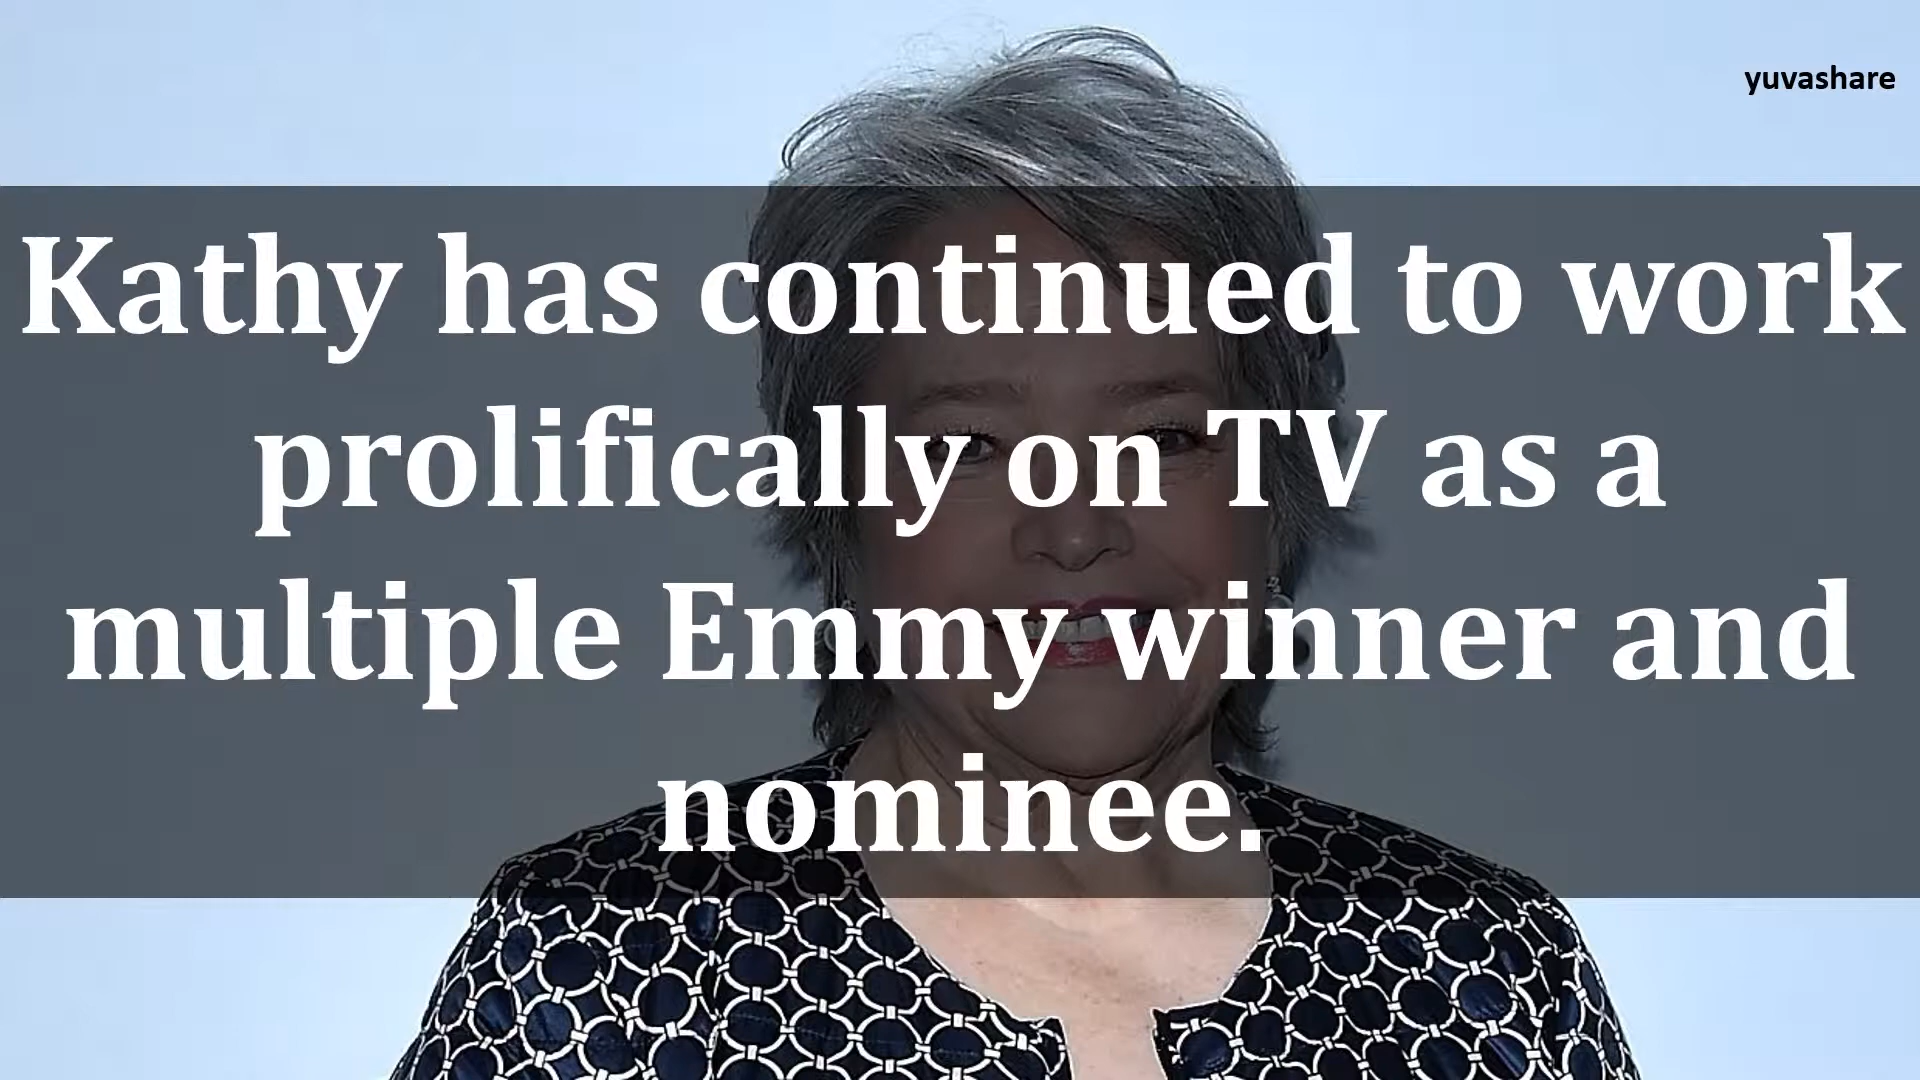 yuvashare
Kathy has continued to work
prolifically on TV as a
multiple Emmy winner and
nominee.